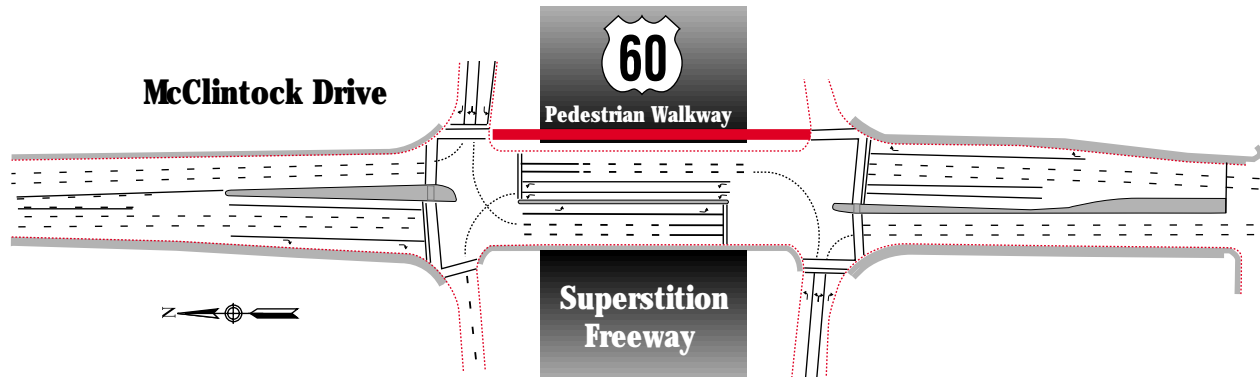 60
McClintock Drive
Pedestrian Walkway
Superstition
Freeway
N